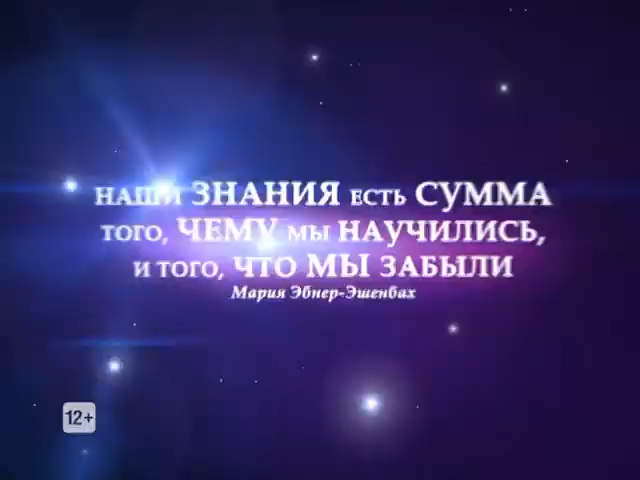 НАШИ ЗНАНИЯ ЕСТЬ СУММА
ТОГО, ЧЕМУ МЫ НАУЧИЛИСЬ,
И ТОГО, ЧТО МЫ ЗАБЫЛИ
Мария Эбнер-Эшенбах
12+